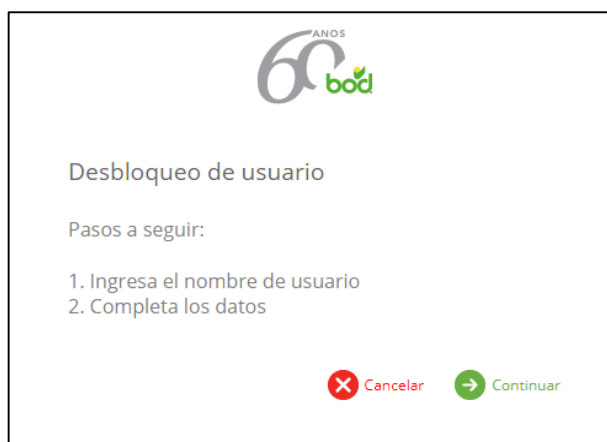 60 AÑOS
bod
Desbloqueo de usuario
Pasos a seguir:
1. Ingresa el nombre de usuario
2. Completa los datos
Cancelar
Continuar